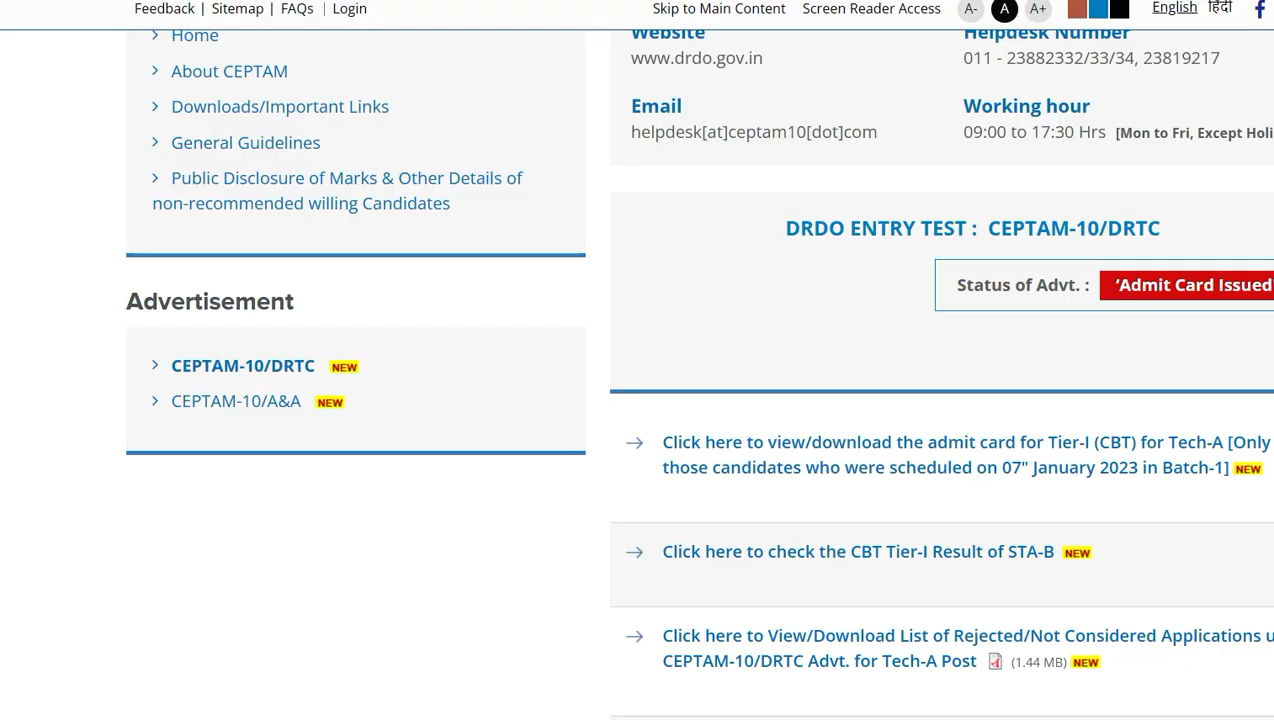 Feedback | Sitemap | FAQs | Login
Skip to Main Content Screen Reader Access A- A A+ English हिंदी
Home
About CEPTAM
Downloads/Important Links
General Guidelines
Public Disclosure of Marks & Other Details of
non-recommended willing Candidates
Advertisement
CEPTAM-10/DRTC NEW
CEPTAM-10/A&A NEW
Website Helpdesk Number
www.drdo.gov.in 011 - 23882332/33/34, 23819217
Email Working hour
helpdesk[at]ceptam10[dot]com 09:00 to 17:30 Hrs [Mon to Fri, Except Holi
DRDO ENTRY TEST : CEPTAM-10/DRTC
Status of Advt. : ‘Admit Card Issued
Click here to view/download the admit card for Tier-I (CBT) for Tech-A [Only
those candidates who were scheduled on 07" January 2023 in Batch-1] NEW
Click here to check the CBT Tier-I Result of STA-B NEW
Click here to View/Download List of Rejected/Not Considered Applications u
CEPTAM-10/DRTC Advt. for Tech-A Post (1.44 MB) NEW